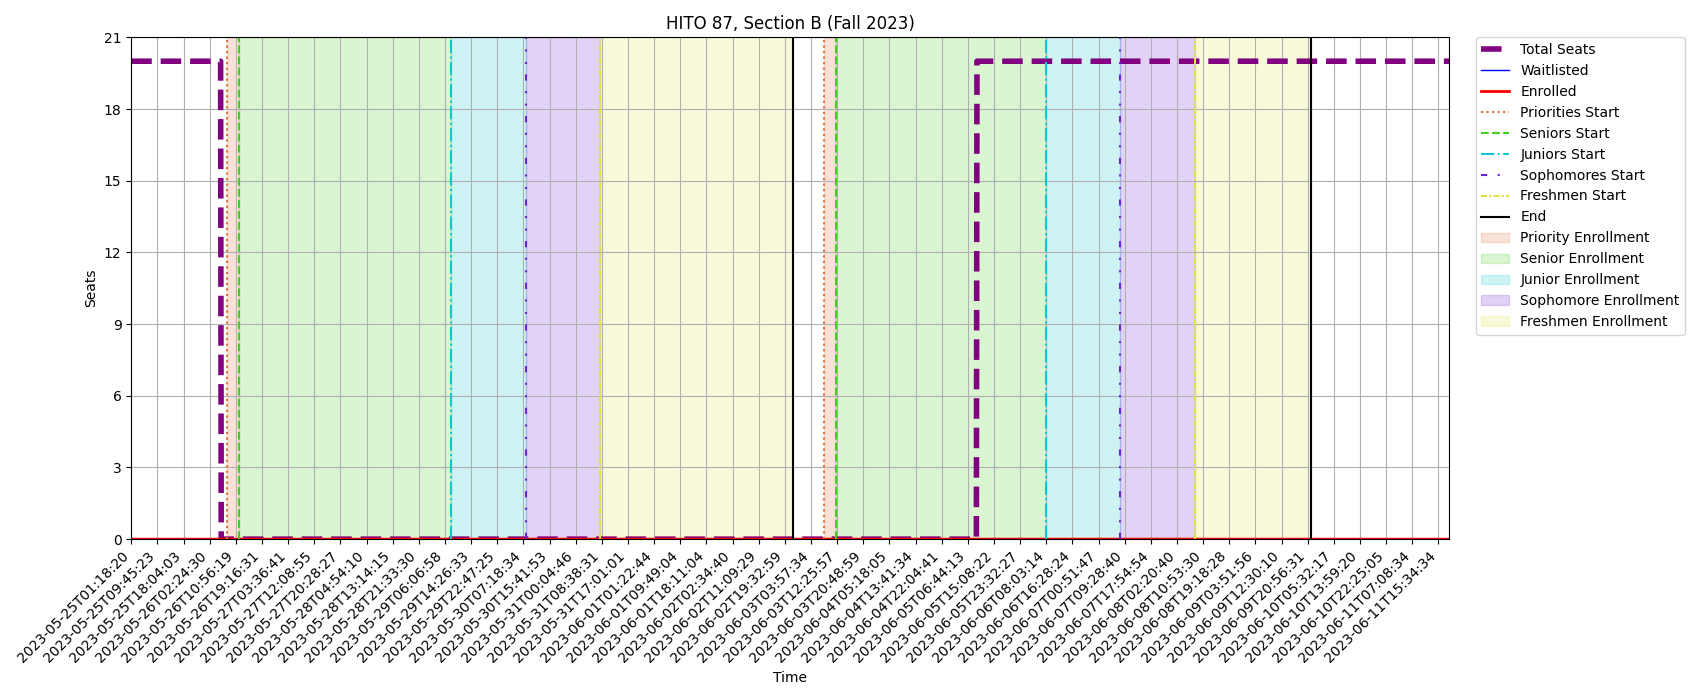 HITO 87, Section B (Fall 2023)
21
18
15
12
9
6
3
0
Seats
2023-05-25T01:18:20
2023-05-25T09:45:23
2023-05-25T18:04:03
2023-05-26T02:24:30
2023-05-26T10:56:19
2023-05-26T19:16:31
2023-05-27T03:36:41
2023-05-27T12:08:55
2023-05-27T20:28:27
2023-05-28T04:54:10
2023-05-28T13:14:15
2023-05-28T21:33:30
2023-05-29T06:06:58
2023-05-29T14:26:33
2023-05-29T22:47:25
2023-05-30T07:18:34
2023-05-30T15:41:53
2023-05-31T00:04:46
2023-05-31T08:38:31
2023-05-31T17:01:01
2023-06-01T01:22:44
2023-06-01T09:49:04
2023-06-01T18:11:04
2023-06-02T02:34:40
2023-06-02T11:09:29
2023-06-02T19:32:59
2023-06-03T03:57:34
2023-06-03T12:25:57
2023-06-03T20:48:59
2023-06-04T05:18:05
2023-06-04T13:41:34
2023-06-04T22:04:41
2023-06-05T06:44:13
2023-06-05T15:08:22
2023-06-05T23:32:27
2023-06-06T08:03:14
2023-06-06T16:28:24
2023-06-07T00:51:47
2023-06-07T09:28:40
2023-06-07T17:54:54
2023-06-08T02:20:40
2023-06-08T10:53:30
2023-06-08T19:18:28
2023-06-09T03:51:56
2023-06-09T12:30:10
2023-06-09T20:56:31
2023-06-10T05:32:17
2023-06-10T13:59:20
2023-06-10T22:25:05
2023-06-11T07:08:34
2023-06-11T15:34:34
Time
Total Seats
Waitlisted
Enrolled
Priorities Start
Seniors Start
Juniors Start
Sophomores Start
Freshmen Start
End
Priority Enrollment
Senior Enrollment
Junior Enrollment
Sophomore Enrollment
Freshmen Enrollment